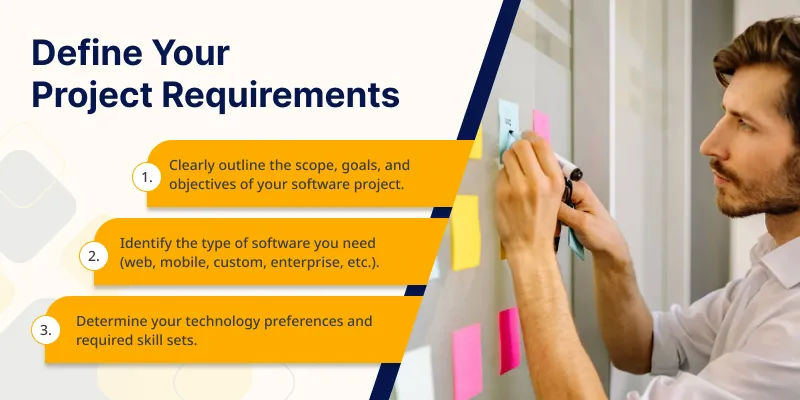 Define Your
Project Requirements
1.
Clearly outline the scope, goals, and
objectives of your software project.
2.
Identify the type of software you need
(web, mobile, custom, enterprise, etc.).
3.
Determine your technology preferences and
required skill sets.